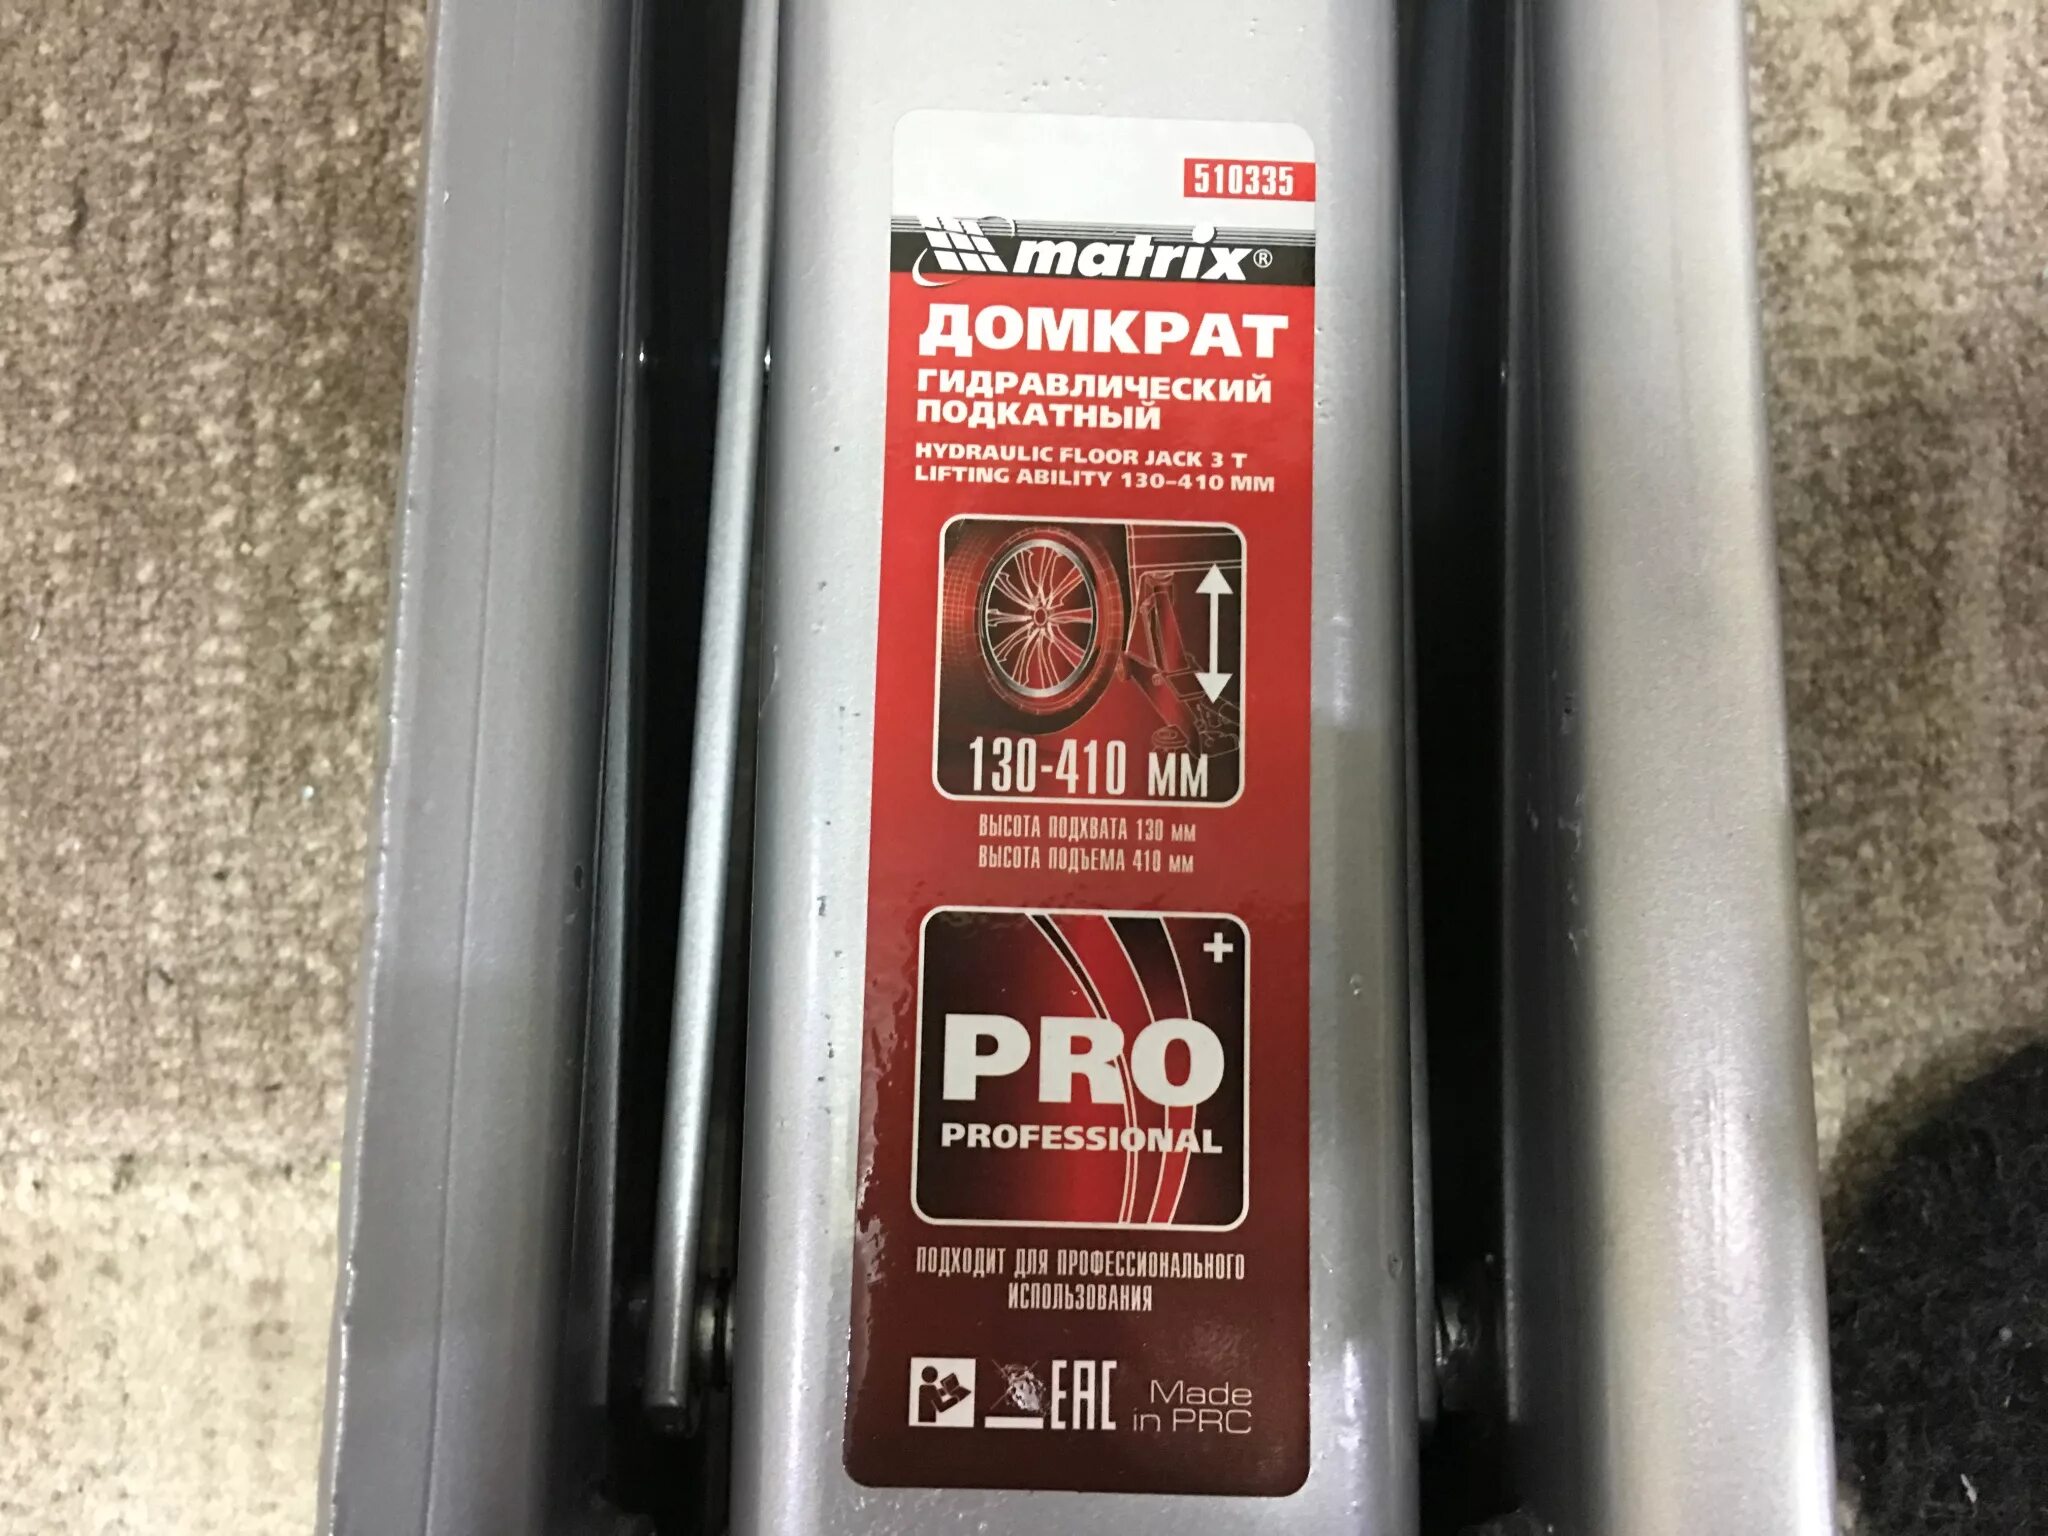 510335
matrix®
ДОМКРАТ
ГИДРАВЛИЧЕСКИЙ
ПОДКАТНЫЙ
HYDRAULIC FLOOR JACK 3 T
LIFTING ABILITY 130–410 MM
130-410 мм
ВЫСОТА ПОДХВАТА 130 мм
ВЫСОТА ПОДЪЕМА 410 мм
+
PRO
PROFESSIONAL
ПОДХОДИТ ДЛЯ ПРОФЕССИОНАЛЬНОГО
ИСПОЛЬЗОВАНИЯ
EAC
Made
in PRC